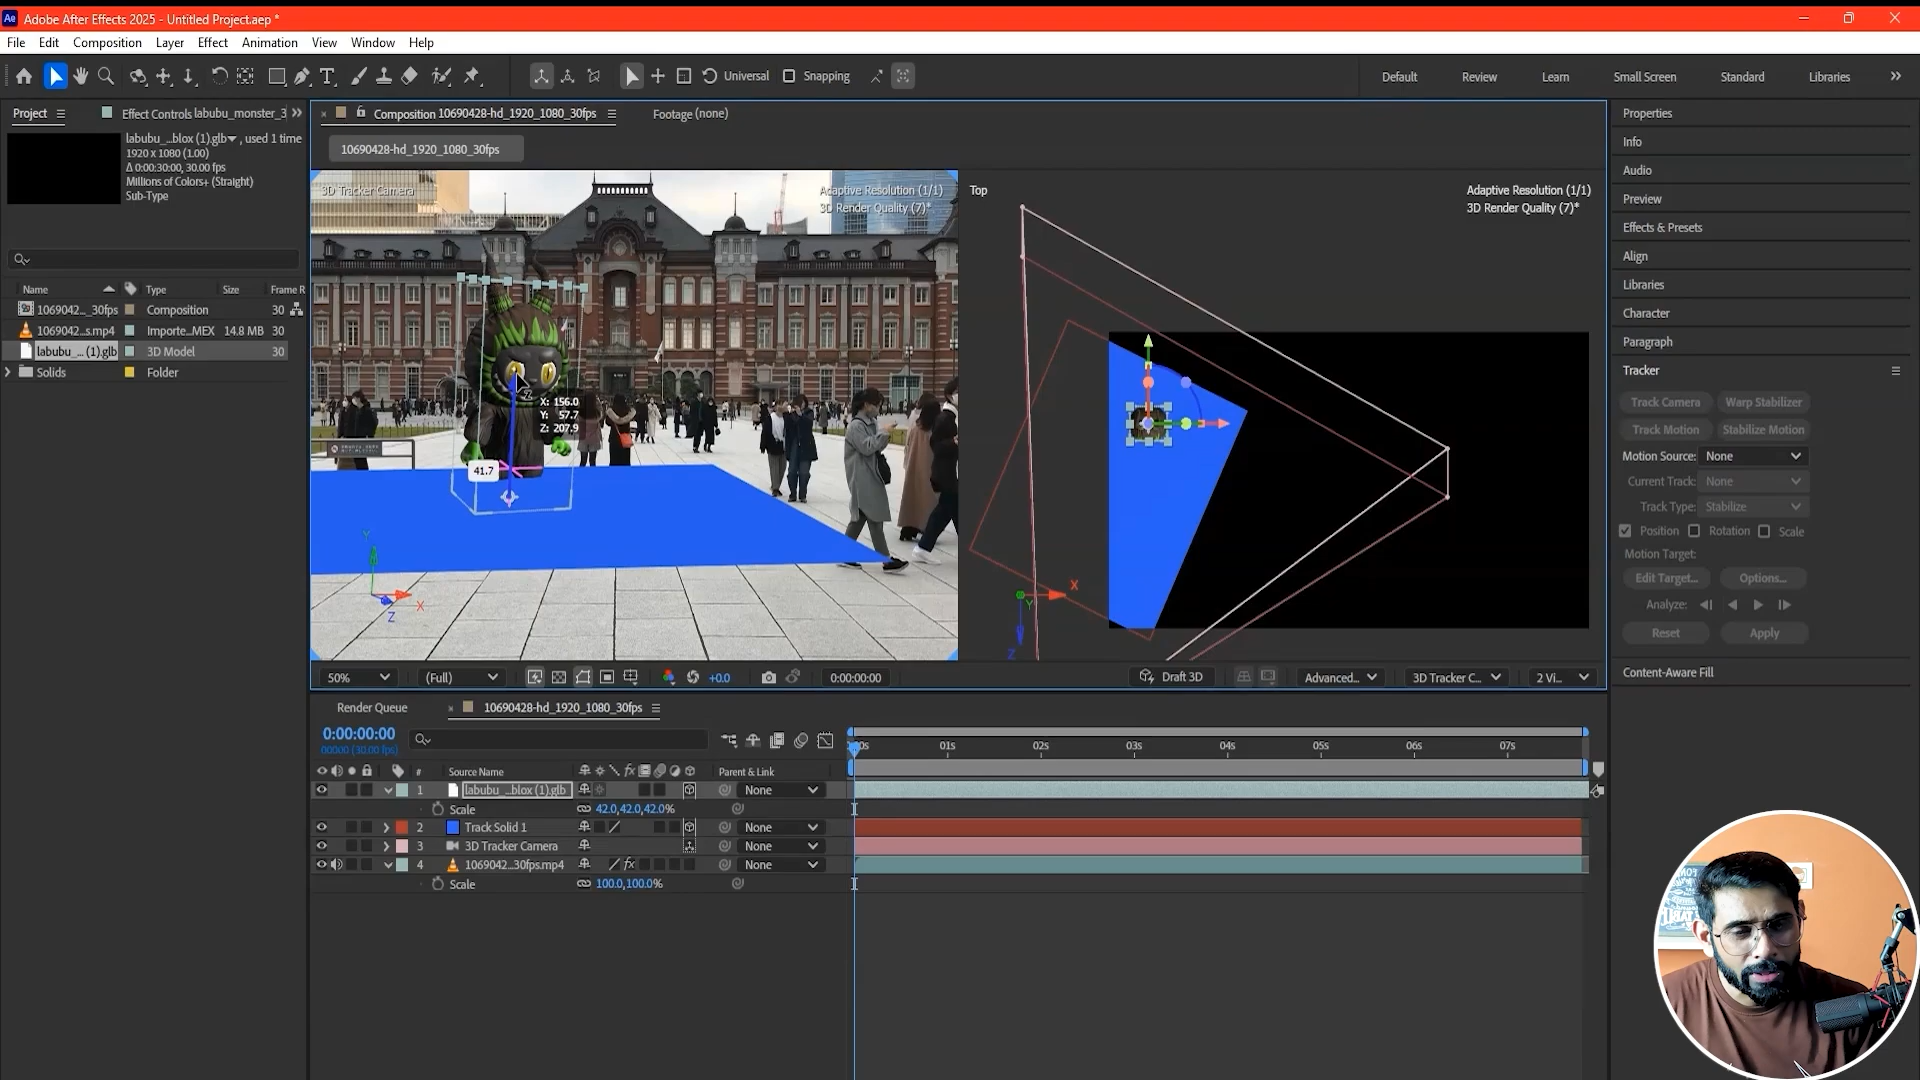 Ae Adobe After Effects 2025 - Untitled Project.aep *
File Edit Composition Layer Effect Animation View Window Help
Universal Snapping Default Review Learn Small Screen Standard Libraries
Project Effect Controls labubu_monster_3
labubu_...blox (1).glb , used 1 time
1920 x 1080 (1.00)
Δ 0:00:30:00, 30.00 fps
Millions of Colors+ (Straight)
Sub-Type
Name Type Size Frame R
1069042..._30fps Composition 30
1069042...s.mp4 Importe...MEX 14.8 MB 30
labubu_... (1).glb 3D Model 30
Solids Folder
Composition 10690428-hd_1920_1080_30fps Footage (none)
10690428-hd_1920_1080_30fps
3D Tracker Camera
Adaptive Resolution (1/1)
3D Render Quality (7)*
X: 156.0
Y: 57.7
Z: 207.9
41.7
Y
X
Z
Top
Adaptive Resolution (1/1)
3D Render Quality (7)*
X
Y
Z
50% (Full) +0.0 0:00:00:00 Draft 3D Advanced... 3D Tracker C... 2 Vi...
Properties
Info
Audio
Preview
Effects & Presets
Align
Libraries
Character
Paragraph
Tracker
Track Camera Warp Stabilizer
Track Motion Stabilize Motion
Motion Source: None
Current Track: None
Track Type: Stabilize
Position Rotation Scale
Motion Target:
Edit Target... Options...
Analyze:
Reset Apply
Content-Aware Fill
Render Queue 10690428-hd_1920_1080_30fps
0:00:00:00
00000 (30.00 fps)
01s 02s 03s 04s 05s 06s 07s
# Source Name fx Parent & Link
1 labubu_...blox (1).glb None
Scale 42.0,42.0,42.0%
2 Track Solid 1 None
3 3D Tracker Camera None
4 1069042...30fps.mp4 fx None
Scale 100.0,100.0%